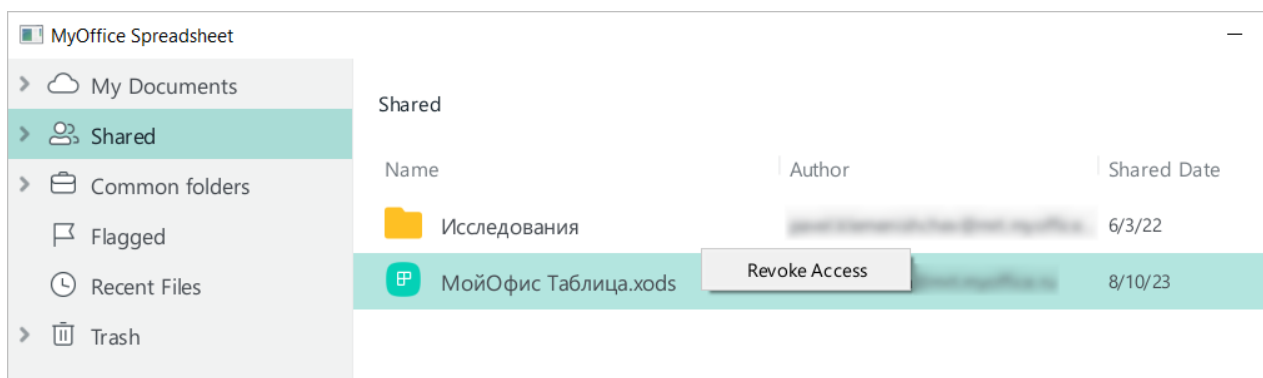 MyOffice Spreadsheet
My Documents
Shared
Common folders
Flagged
Recent Files
Trash
Shared
Name Author Shared Date
Исследования 6/3/22
МойОфис Таблица.xods 8/10/23
Revoke Access